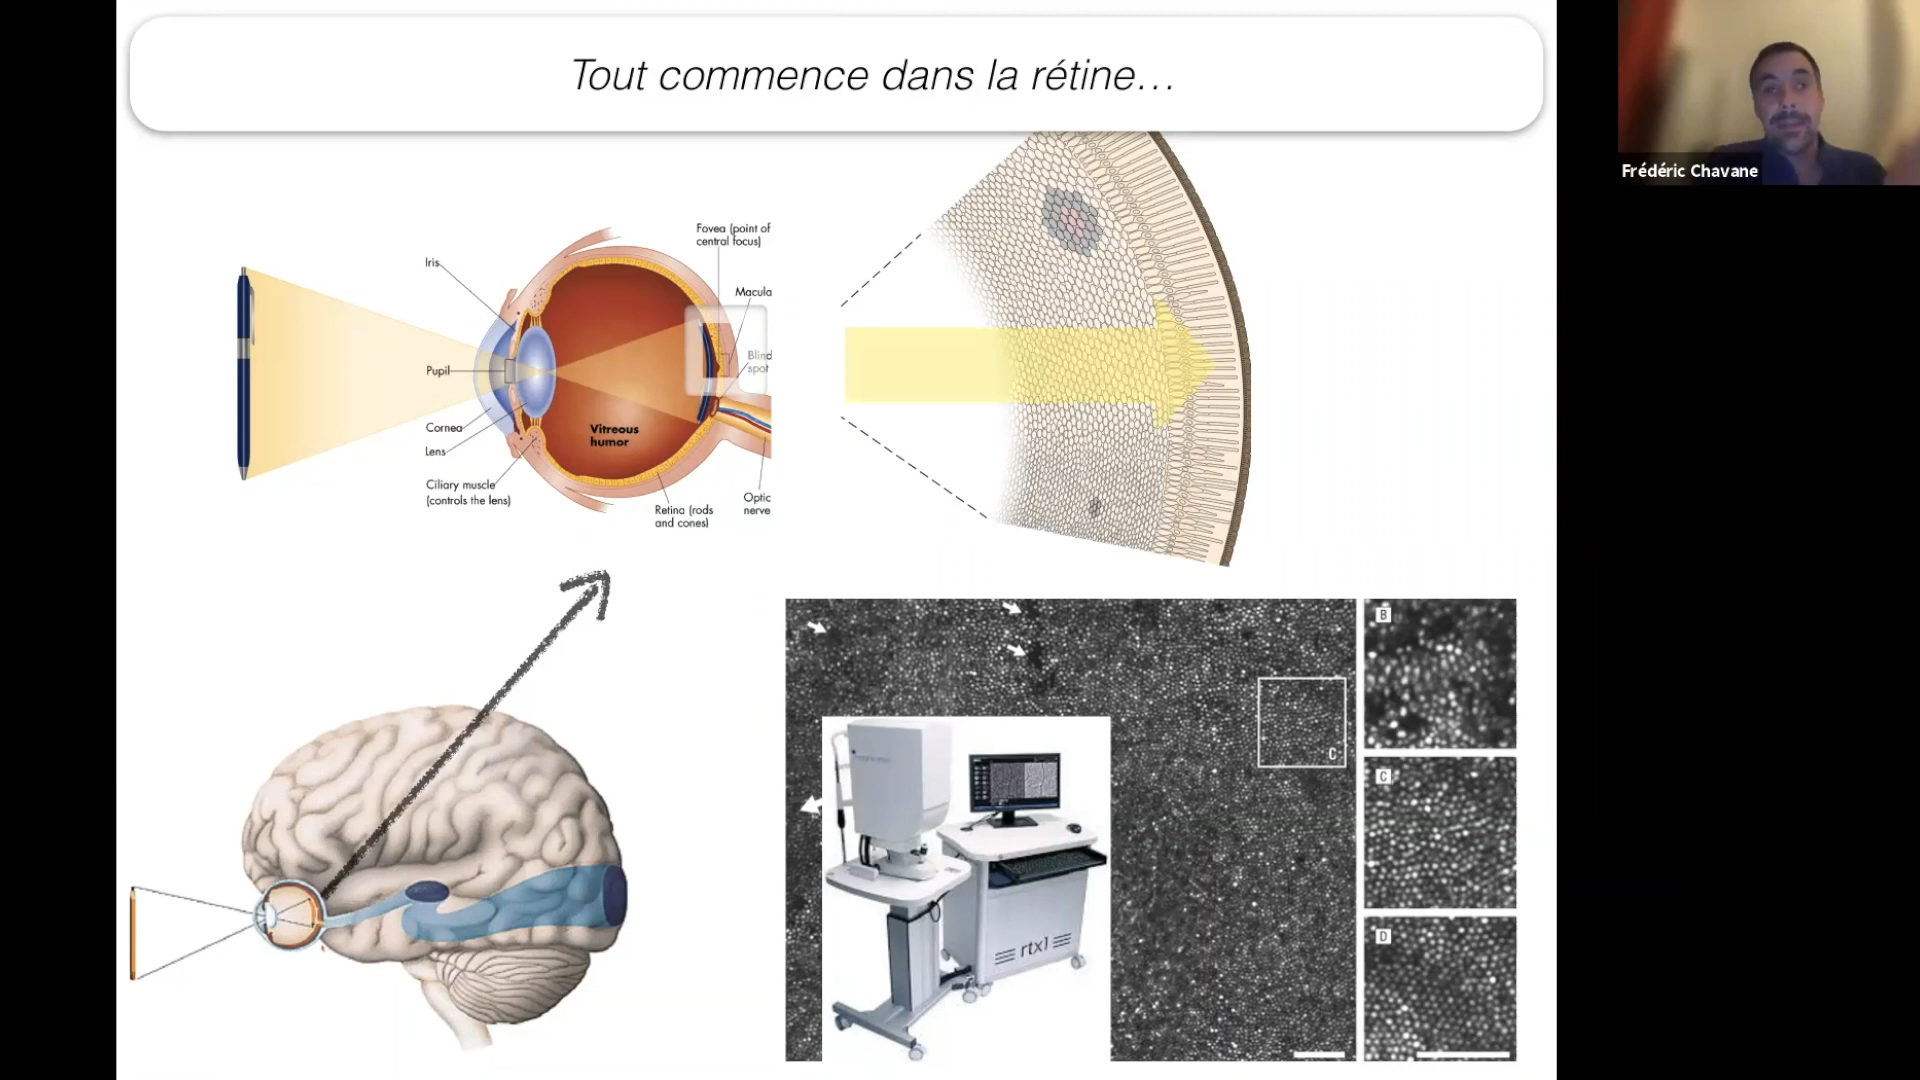 Tout commence dans la rétine…
Frédéric Chavane
Fovea (point of
central focus)
Iris
Macula
Blind
spot
Pupil
Cornea
Vitreous
humor
Lens
Ciliary muscle
(controls the lens)
Optic
nerve
Retina (rods
and cones)
B
C
C
D
rtx1